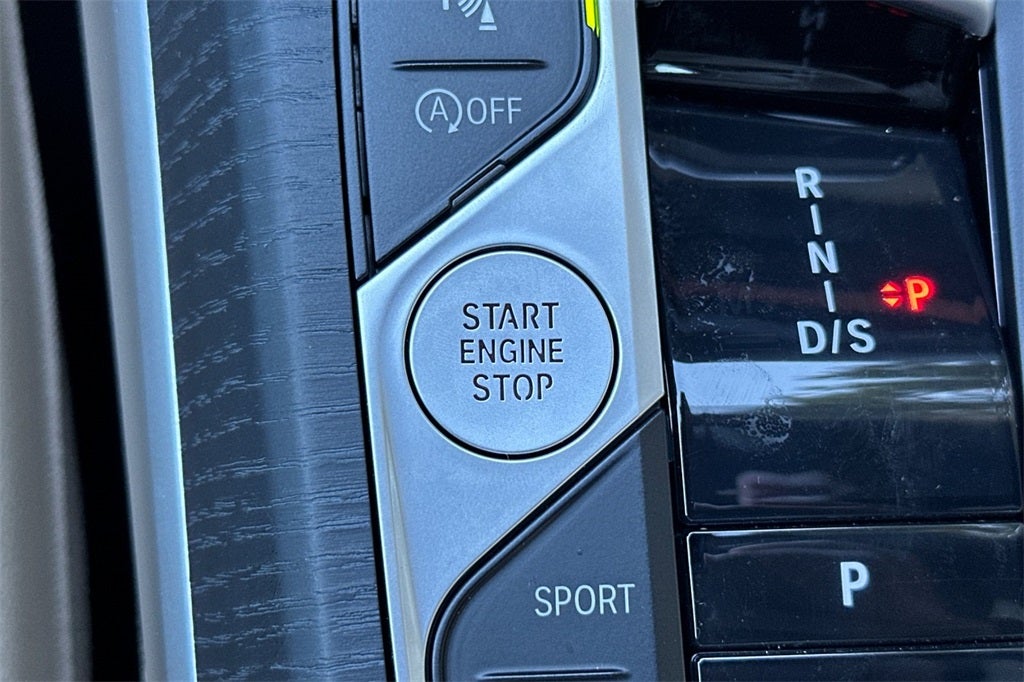 A OFF
START
ENGINE
STOP
R
N
D/S
P
SPORT
P